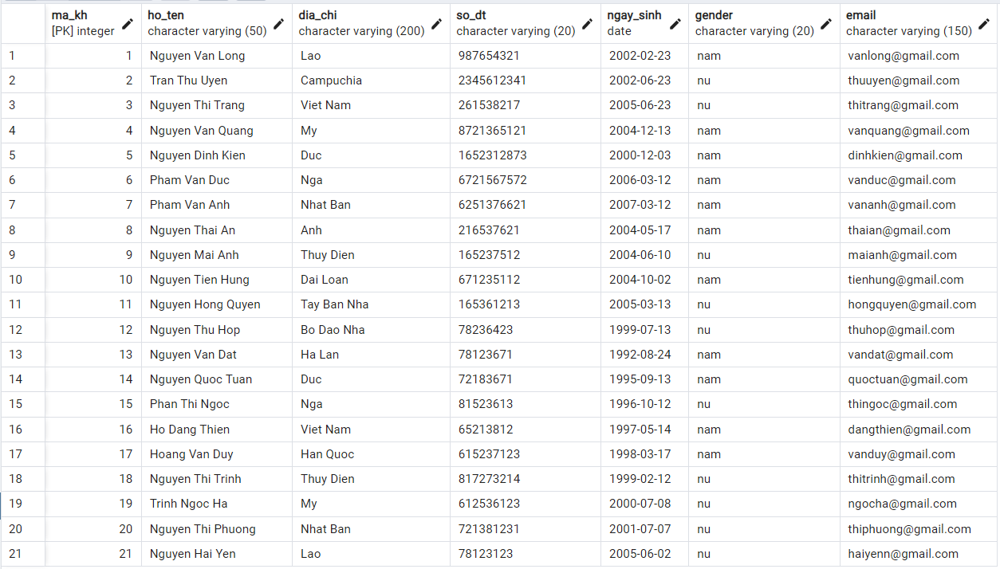 ma_kh ho_ten dia_chi so_dt ngay_sinh gender email
[PK] integer character varying (50) character varying (200) character varying (20) date character varying (20) character varying (150)
1 1 Nguyen Van Long Lao 987654321 2002-02-23 nam vanlong@gmail.com
2 2 Tran Thu Uyen Campuchia 2345612341 2002-06-23 nu thuuyen@gmail.com
3 3 Nguyen Thi Trang Viet Nam 261538217 2005-06-23 nu thitrang@gmail.com
4 4 Nguyen Van Quang My 8721365121 2004-12-13 nam vanquang@gmail.com
5 5 Nguyen Dinh Kien Duc 1652312873 2000-12-03 nam dinhkien@gmail.com
6 6 Pham Van Duc Nga 6721567572 2006-03-12 nam vanduc@gmail.com
7 7 Pham Van Anh Nhat Ban 6251376621 2007-03-12 nam vananh@gmail.com
8 8 Nguyen Thai An Anh 216537621 2004-05-17 nam thaian@gmail.com
9 9 Nguyen Mai Anh Thuy Dien 165237512 2004-06-10 nu maianh@gmail.com
10 10 Nguyen Tien Hung Dai Loan 671235112 2004-10-02 nam tienhung@gmail.com
11 11 Nguyen Hong Quyen Tay Ban Nha 165361213 2005-03-13 nu hongquyen@gmail.com
12 12 Nguyen Thu Hop Bo Dao Nha 78236423 1999-07-13 nu thuhop@gmail.com
13 13 Nguyen Van Dat Ha Lan 78123671 1992-08-24 nam vandat@gmail.com
14 14 Nguyen Quoc Tuan Duc 72183671 1995-09-13 nam quoctuan@gmail.com
15 15 Phan Thi Ngoc Nga 81523613 1996-10-12 nu thingoc@gmail.com
16 16 Ho Dang Thien Viet Nam 65213812 1997-05-14 nam dangthien@gmail.com
17 17 Hoang Van Duy Han Quoc 615237123 1998-03-17 nam vanduy@gmail.com
18 18 Nguyen Thi Trinh Thuy Dien 817273214 1999-02-12 nu thitrinh@gmail.com
19 19 Trinh Ngoc Ha My 612536123 2000-07-08 nu ngocha@gmail.com
20 20 Nguyen Thi Phuong Nhat Ban 721381231 2001-07-07 nu thiphuong@gmail.com
21 21 Nguyen Hai Yen Lao 78123123 2005-06-02 nu haiyenn@gmail.com